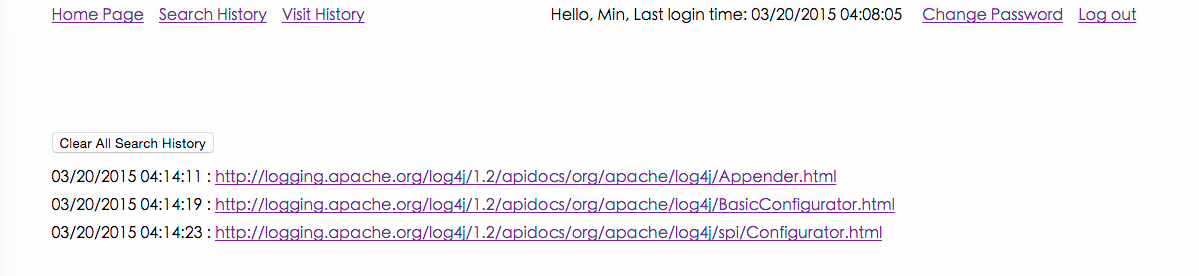 Home Page Search History Visit History Hello, Min, Last login time: 03/20/2015 04:08:05 Change Password Log out
Clear All Search History
03/20/2015 04:14:11 : http://logging.apache.org/log4j/1.2/apidocs/org/apache/log4j/Appender.html
03/20/2015 04:14:19 : http://logging.apache.org/log4j/1.2/apidocs/org/apache/log4j/BasicConfigurator.html
03/20/2015 04:14:23 : http://logging.apache.org/log4j/1.2/apidocs/org/apache/log4j/spi/Configurator.html